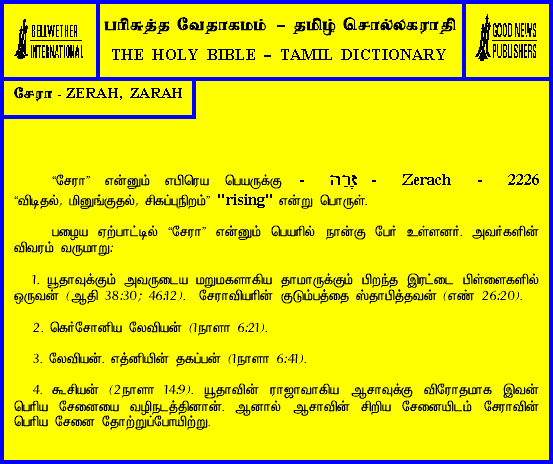 BELLWETHER
INTERNATIONAL
பரிசுத்த வேதாகமம் – தமிழ் சொல்லகராதி
THE HOLY BIBLE – TAMIL DICTIONARY
GOOD NEWS
PUBLISHERS
சேரா - ZERAH, ZARAH
“சேரா” என்னும் எபிரெய பெயருக்கு - זֶרַח - Zerach - 2226
“விடிதல், மினுங்குதல், சிகப்புநிறம்” "rising" என்று பொருள்.
பழைய ஏற்பாட்டில் “சேரா” என்னும் பெயரில் நான்கு பேர் உள்ளனர். அவர்களின்
விவரம் வருமாறு:
1. யூதாவுக்கும் அவருடைய மறுமகளாகிய தாமாருக்கும் பிறந்த இரட்டை பிள்ளைகளில்
ஒருவன் (ஆதி 38:30; 46:12). சேராவியரின் குடும்பத்தை ஸ்தாபித்தவன் (எண் 26:20).
2. கெர்சோனிய லேவியன் (1நாளா 6:21).
3. லேவியன். எத்னியின் தகப்பன் (1நாளா 6:41).
4. கூசியன் (2நாளா 14:9). யூதாவின் ராஜாவாகிய ஆசாவுக்கு விரோதமாக இவன்
பெரிய சேனையை வழிநடத்தினான். ஆனால் ஆசாவின் சிறிய சேனையிடம் சேராவின்
பெரிய சேனை தோற்றுப்போயிற்று.